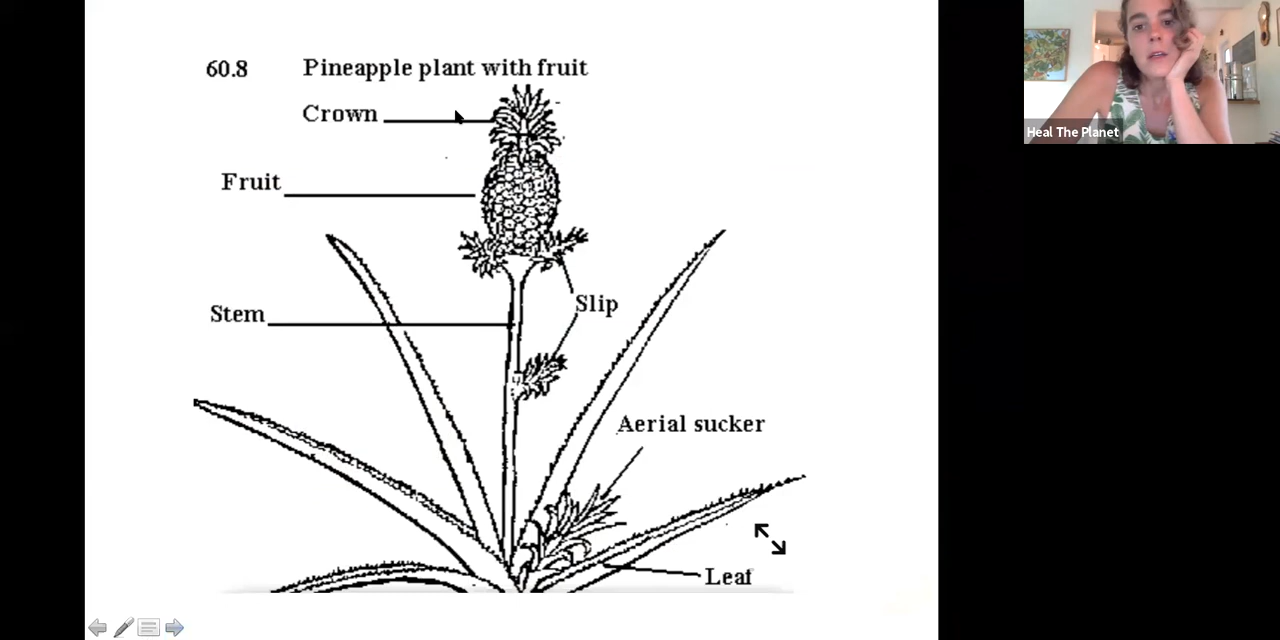 60.8 Pineapple plant with fruit
Crown
Fruit
Stem
Slip
Aerial sucker
Leaf
Heal The Planet